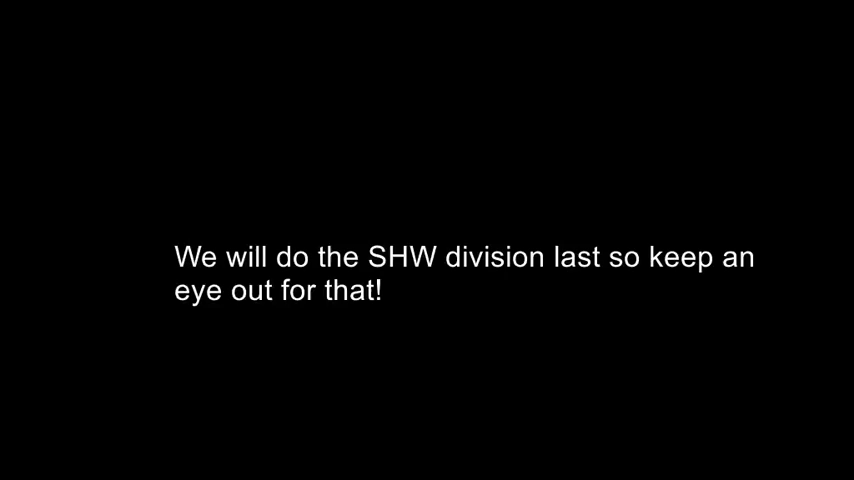 We will do the SHW division last so keep an
eye out for that!